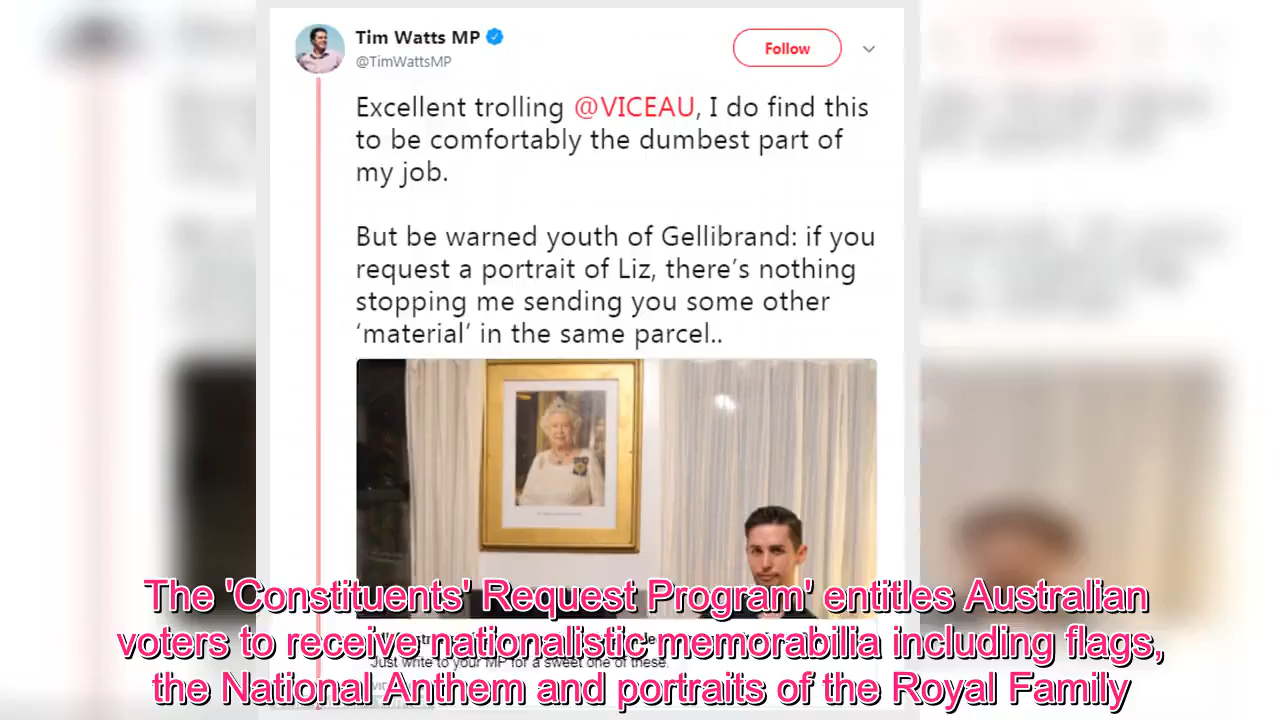 Tim Watts MP
@TimWattsMP
Follow
Excellent trolling @VICEAU, I do find this
to be comfortably the dumbest part of
my job.
But be warned youth of Gellibrand: if you
request a portrait of Liz, there's nothing
stopping me sending you some other
'material' in the same parcel..
The 'Constituents' Request Program' entitles Australian
voters to receive nationalistic memorabilia including flags,
Just write to your MP for a sweet one of these.
the National Anthem and portraits of the Royal Family